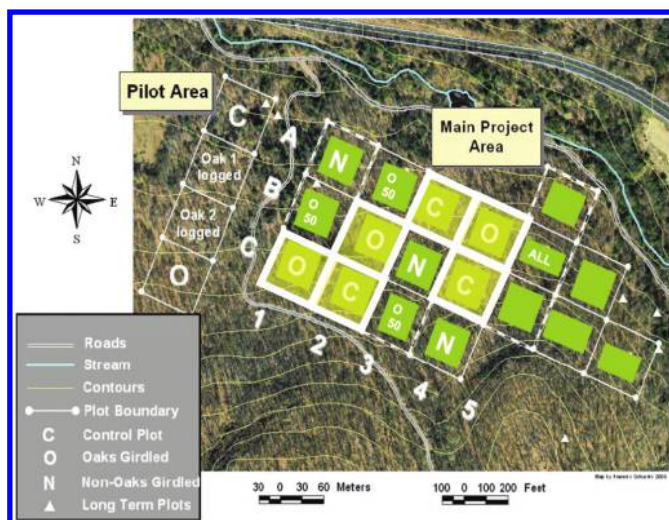 Pilot Area
Main Project
Area
C
Oak 1
logged
Oak 2
logged
O
A
B
C
N
O
50
C
O
O
50
O
N
C
ALL
O
C
O
50
N
1
2
3
4
5
N
W E
S
Roads
Stream
Contours
Plot Boundary
C Control Plot
O Oaks Girdled
N Non-Oaks Girdled
Long Term Plots
30 0 30 60 Meters
100 0 100 200 Feet